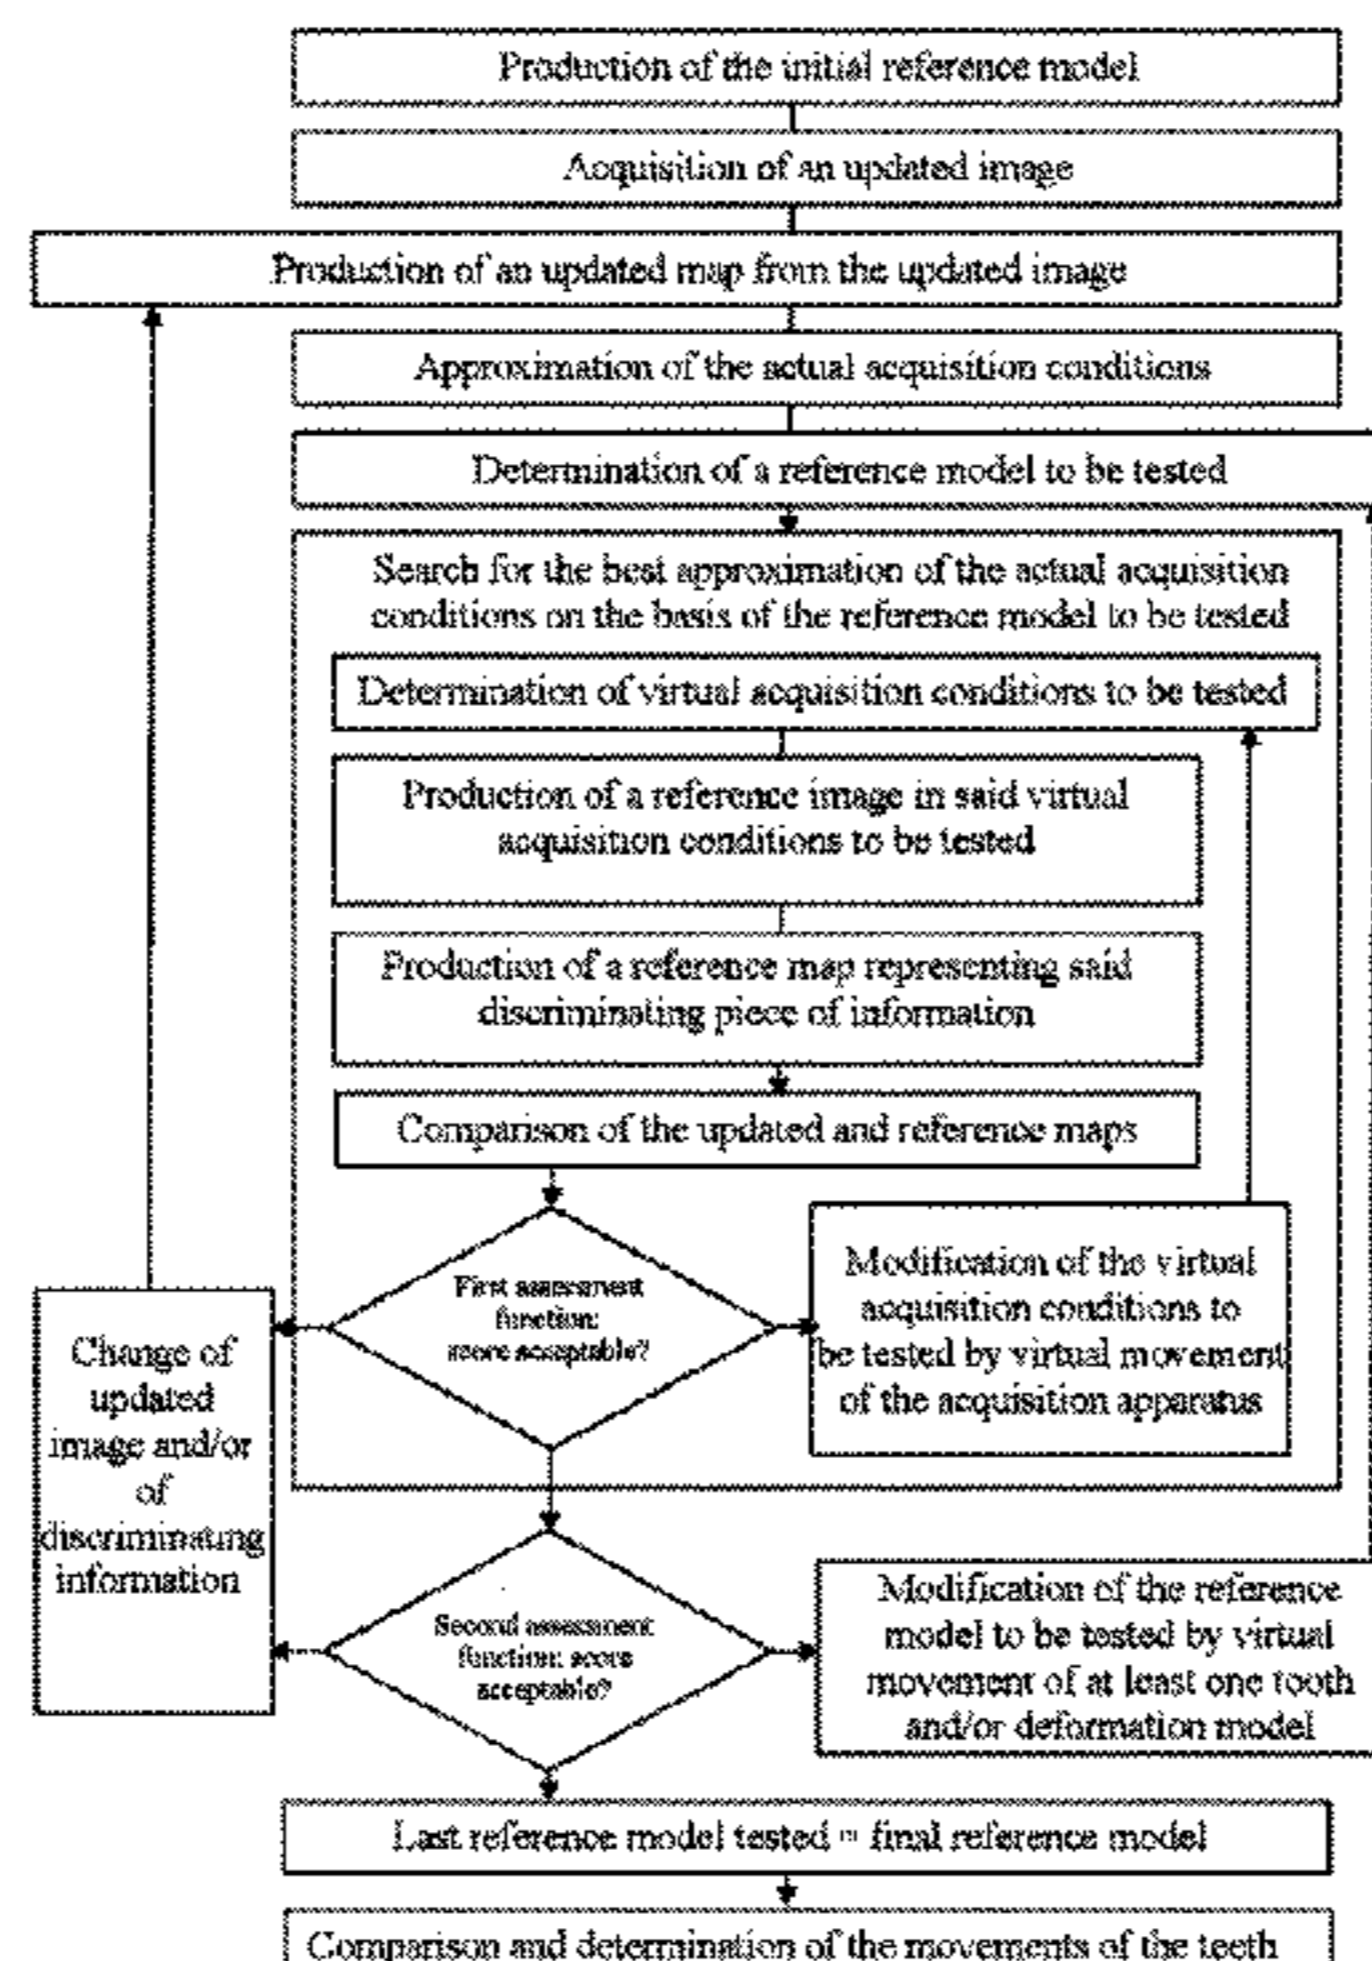 Production of the initial reference model
Acquisition of an updated image
Production of an updated map from the updated image
Approximation of the actual acquisition conditions
Determination of a reference model to be tested
Search for the best approximation of the actual acquisition
conditions on the basis of the reference model to be tested
Determination of virtual acquisition conditions to be tested
Production of a reference image in said virtual
acquisition conditions to be tested
Production of a reference map representing said
discriminating piece of information
Comparison of the updated and reference maps
First assessment
function:
score acceptable?
Modification of the virtual
acquisition conditions to
be tested by virtual movement
of the acquisition apparatus
Change of
updated
image and/or
of
discriminating
information
Second assessment
function: score
acceptable?
Modification of the reference
model to be tested by virtual
movement of at least one tooth
and/or deformation model
Last reference model tested = final reference model
Comparison and determination of the movements of the teeth